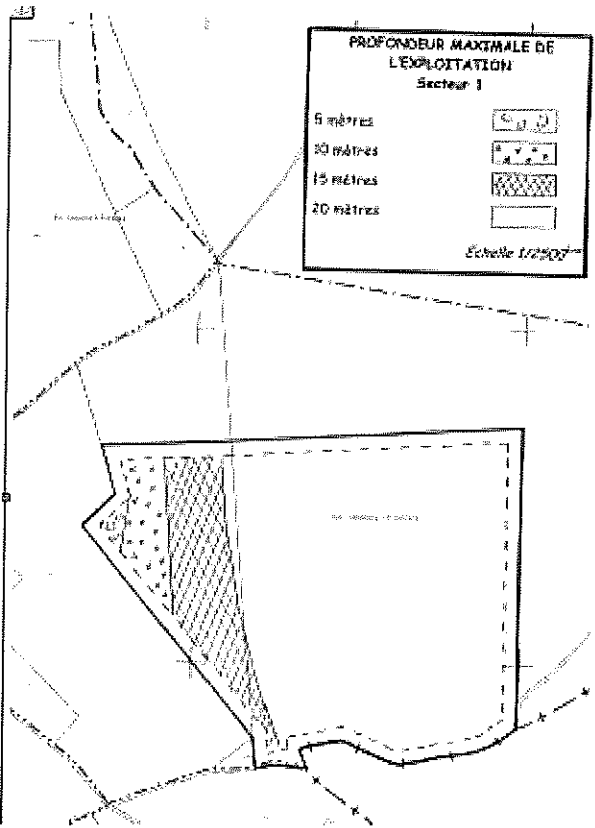 PROFONDEUR MAXIMALE DE
L'EXPLOITATION
Secteur 1
5 mètres
10 mètres
15 mètres
20 mètres
Echelle 1/2500